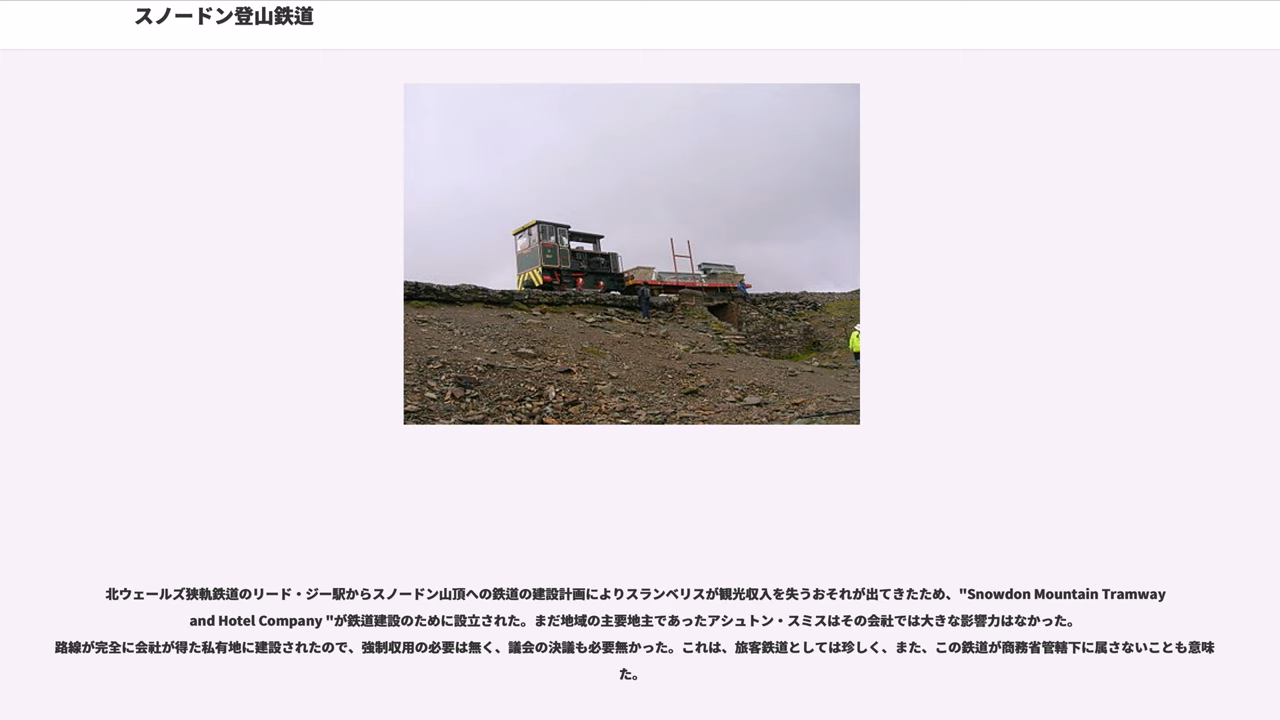 スノードン登山鉄道
北ウェールズ狭軌鉄道のリード・ジー駅からスノードン山頂への鉄道の建設計画によりスランベリスが観光収入を失うおそれが出てきたため、"Snowdon Mountain Tramway
and Hotel Company "が鉄道建設のために設立された。まだ地域の主要地主であったアシュトン・スミスはその会社では大きな影響力はなかった。
路線が完全に会社が得た私有地に建設されたので、強制収用の必要は無く、議会の決議も必要無かった。これは、旅客鉄道としては珍しく、また、この鉄道が商務省管轄下に属さないことも意味
た。